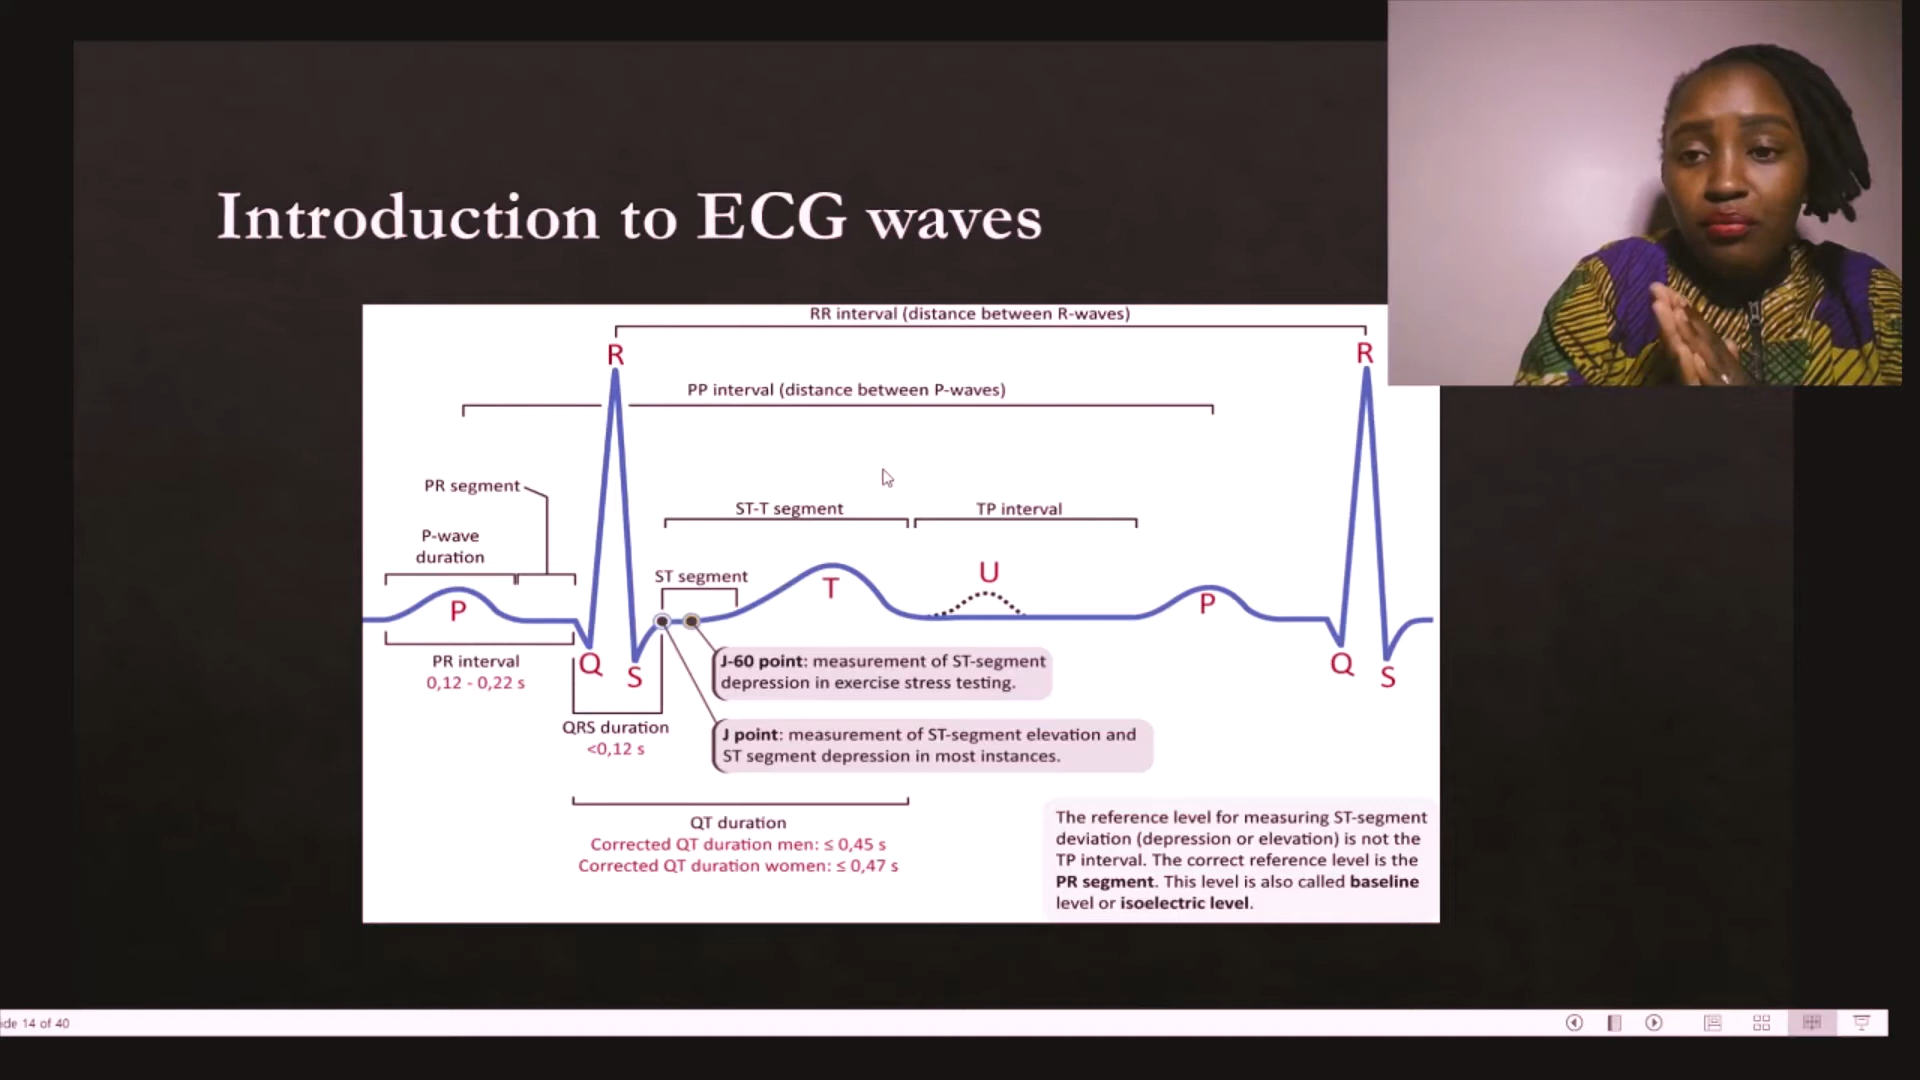 Introduction to ECG waves
RR interval (distance between R-waves)
R
R
PP interval (distance between P-waves)
PR segment
ST-T segment
TP interval
P-wave
duration
ST segment
U
T
P
P
PR interval
0,12 - 0,22 s
Q
S
Q
S
J-60 point: measurement of ST-segment
depression in exercise stress testing.
QRS duration
<0,12 s
J point: measurement of ST-segment elevation and
ST segment depression in most instances.
QT duration
Corrected QT duration men: ≤ 0,45 s
Corrected QT duration women: ≤ 0,47 s
The reference level for measuring ST-segment
deviation (depression or elevation) is not the
TP interval. The correct reference level is the
PR segment. This level is also called baseline
level or isoelectric level.
ide 14 of 40